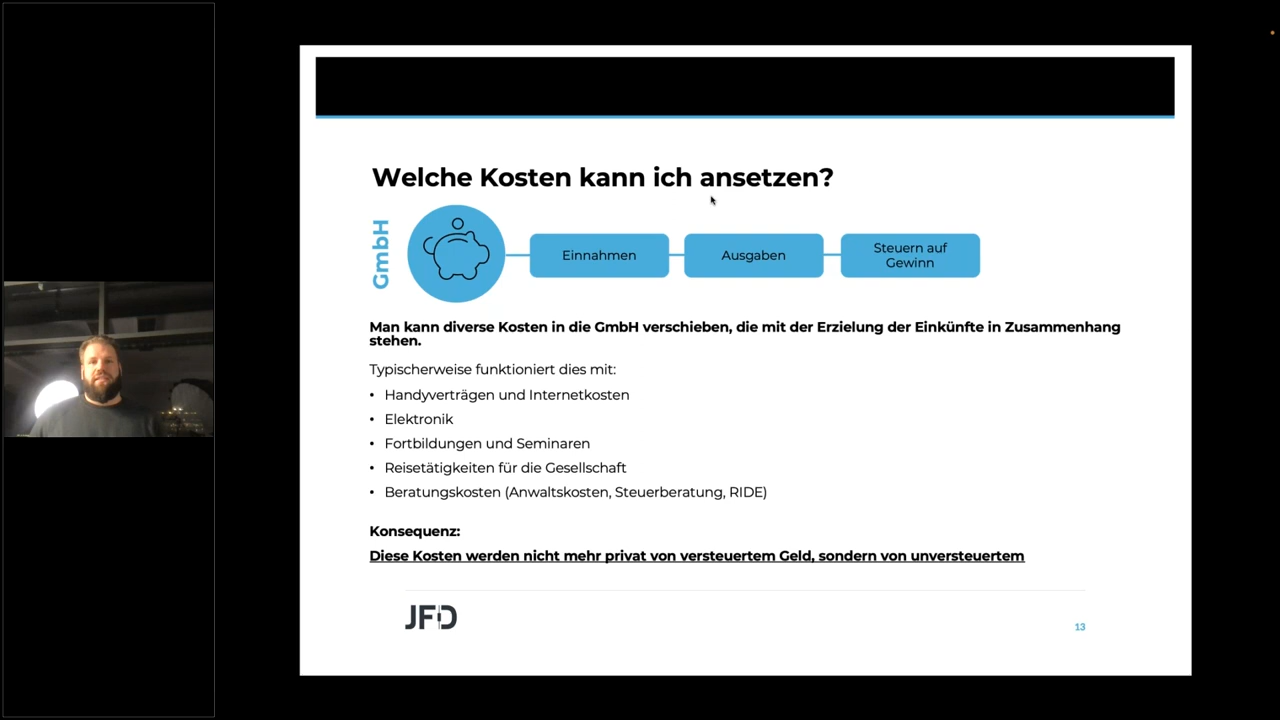 Welche Kosten kann ich ansetzen?
GmbH
Einnahmen
Ausgaben
Steuern auf
Gewinn
Man kann diverse Kosten in die GmbH verschieben, die mit der Erzielung der Einkünfte in Zusammenhang
stehen.
Typischerweise funktioniert dies mit:
• Handyverträgen und Internetkosten
• Elektronik
• Fortbildungen und Seminaren
• Reisetätigkeiten für die Gesellschaft
• Beratungskosten (Anwaltskosten, Steuerberatung, RIDE)
Konsequenz:
Diese Kosten werden nicht mehr privat von versteuertem Geld, sondern von unversteuertem
JFD
13